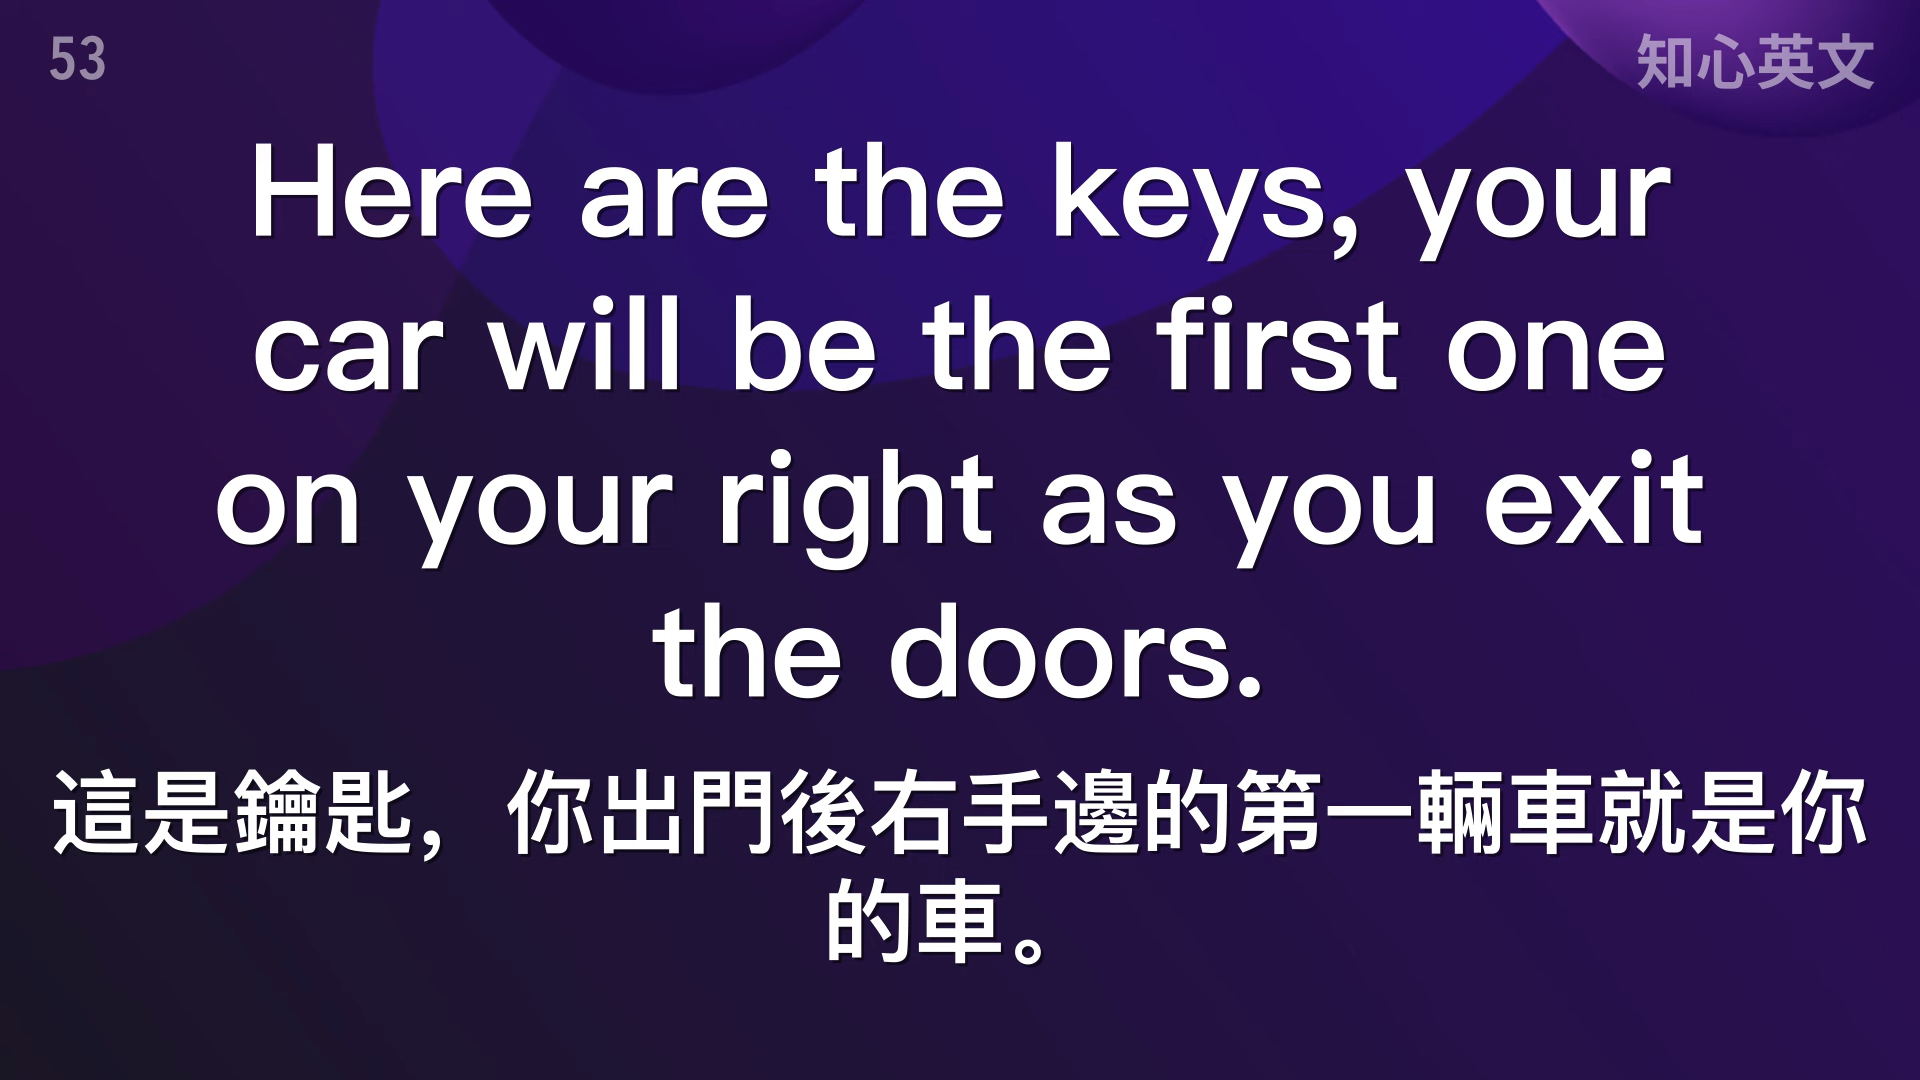 53
知心英文
Here are the keys, your
car will be the first one
on your right as you exit
the doors.
這是鑰匙，你出門後右手邊的第一輛車就是你
的車。